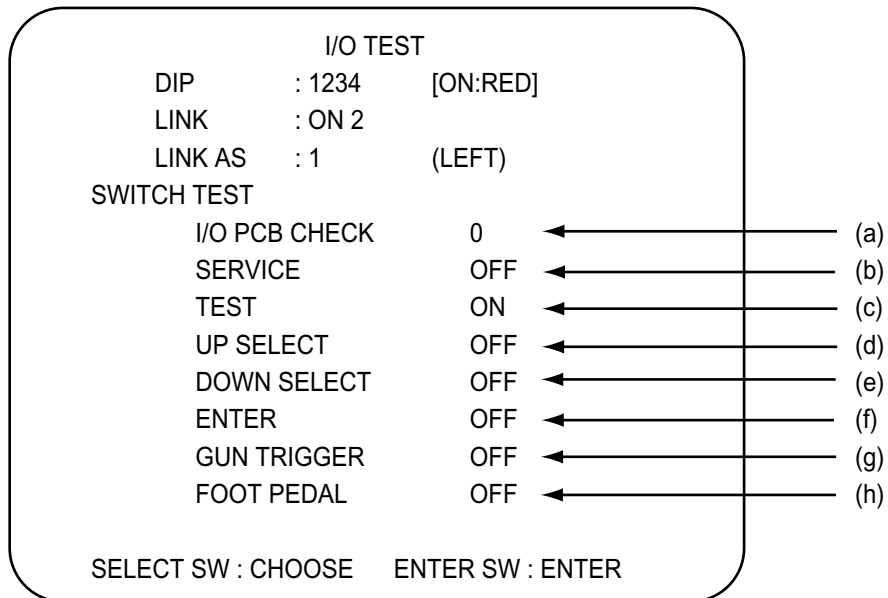 I/O TEST
DIP : 1234 [ON:RED]
LINK : ON 2
LINK AS : 1 (LEFT)
SWITCH TEST
I/O PCB CHECK 0 (a)
SERVICE OFF (b)
TEST ON (c)
UP SELECT OFF (d)
DOWN SELECT OFF (e)
ENTER OFF (f)
GUN TRIGGER OFF (g)
FOOT PEDAL OFF (h)
SELECT SW : CHOOSE ENTER SW : ENTER